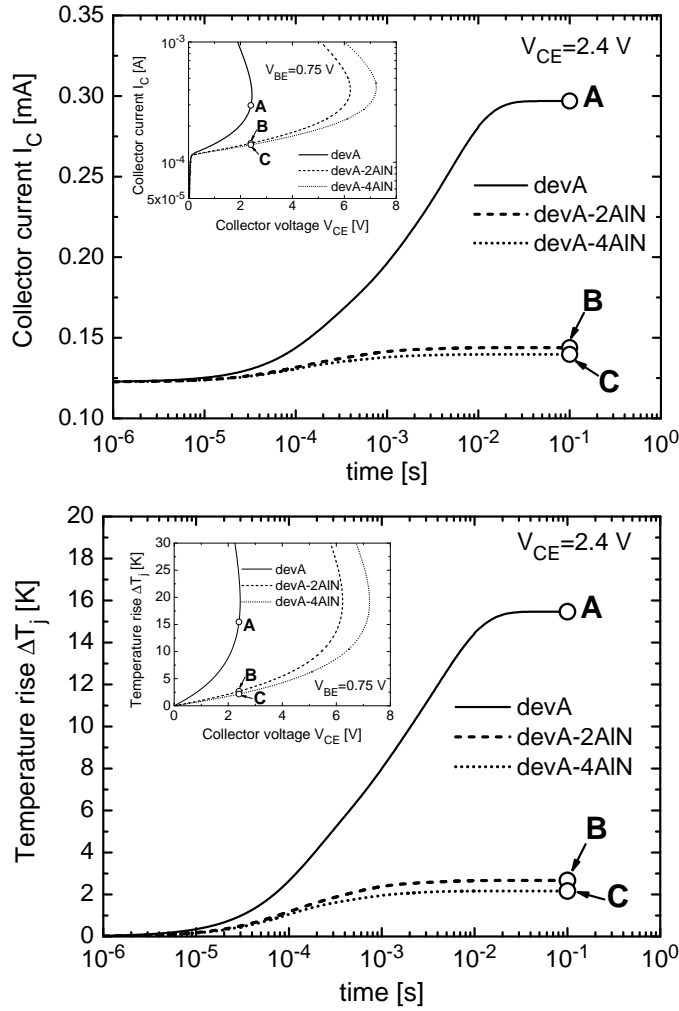 0.35
0.30
0.25
0.20
0.15
0.10
Collector current I_C [mA]
V_CE=2.4 V
A
devA
devA-2AlN
devA-4AlN
B
C
10^-6 10^-5 10^-4 10^-3 10^-2 10^-1 10^0
time [s]
10^-3
10^-4
5x10^-5
Collector current I_C [A]
V_BE=0.75 V
A
B
C
devA
devA-2AlN
devA-4AlN
0 2 4 6 8
Collector voltage V_CE [V]
20
18
16
14
12
10
8
6
4
2
0
Temperature rise ΔT_j [K]
V_CE=2.4 V
A
devA
devA-2AlN
devA-4AlN
B
C
10^-6 10^-5 10^-4 10^-3 10^-2 10^-1 10^0
time [s]
30
25
20
15
10
5
0
Temperature rise ΔT_j [K]
devA
devA-2AlN
devA-4AlN
A
B
C
V_BE=0.75 V
0 2 4 6 8
Collector voltage V_CE [V]